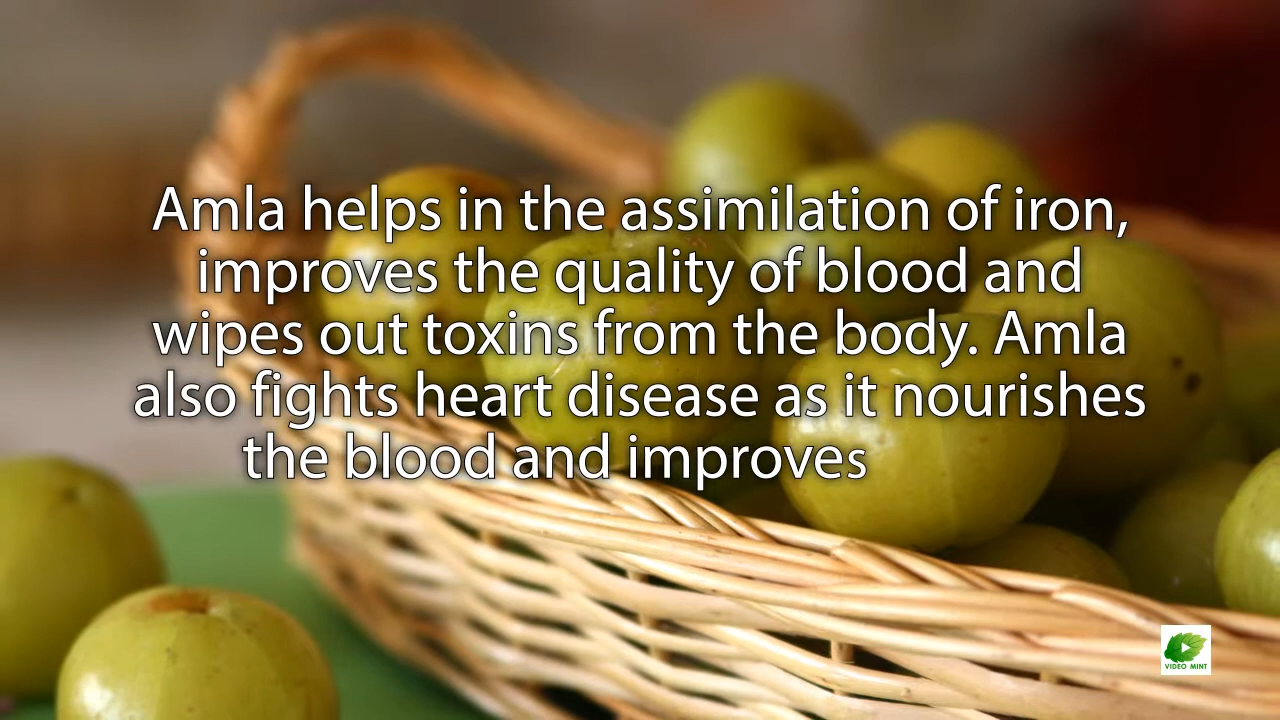 Amla helps in the assimilation of iron,
improves the quality of blood and
wipes out toxins from the body. Amla
also fights heart disease as it nourishes
the blood and improves
VIDEO MINT